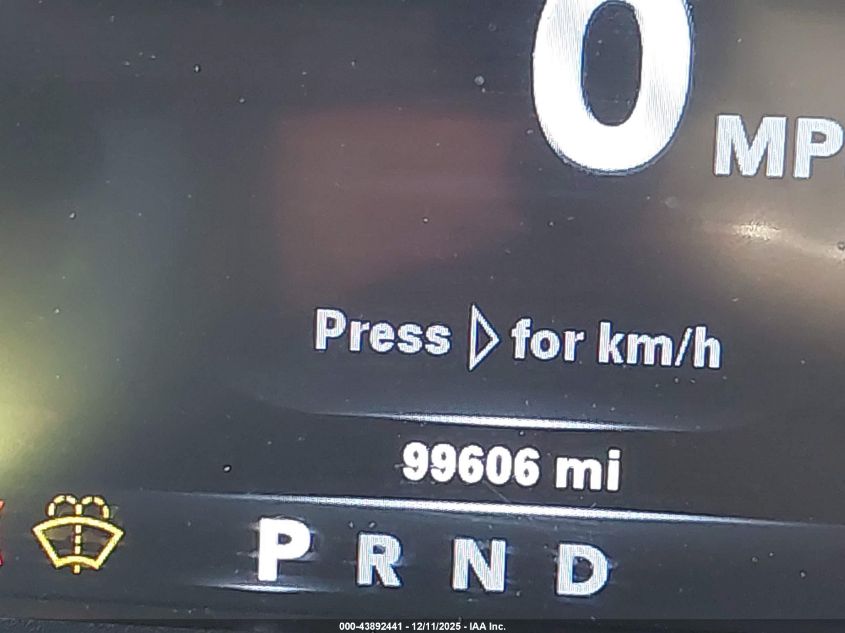 0 MP
Press ▷ for km/h
99606 mi
P R N D
000-43892441 - 12/11/2025 - IAA Inc.